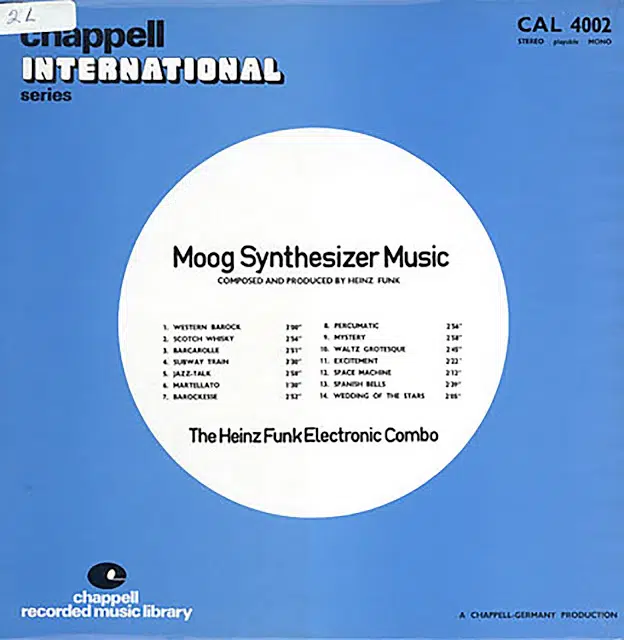 2L
chappell
INTERNATIONAL
series
CAL 4002
STEREO playable MONO
Moog Synthesizer Music
COMPOSED AND PRODUCED BY HEINZ FUNK
1. WESTERN BAROCK 2'00"
2. SCOTCH WHISKY 2'56"
3. BARCAROLLE 2'51"
4. SUBWAY TRAIN 2'30"
5. JAZZ-TALK 2'58"
6. MARTELLATO 1'30"
7. BAROCKESSE 2'52"
8. PERCUMATIC 2'56"
9. MYSTERY 2'58"
10. WALTZ GROTESQUE 2'45"
11. EXCITEMENT 2'22"
12. SPACE MACHINE 2'12"
13. SPANISH BELLS 2'39"
14. WEDDING OF THE STARS 2'05"
The Heinz Funk Electronic Combo
chappell
recorded music library
A CHAPPELL-GERMANY PRODUCTION